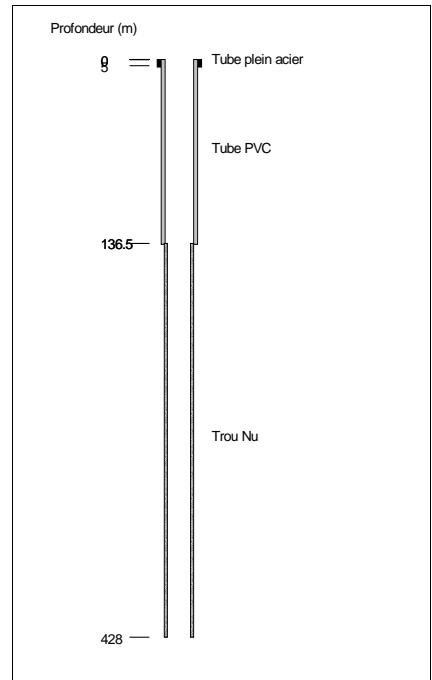 Profondeur (m)
0
5
Tube plein acier
Tube PVC
136.5
Trou Nu
428